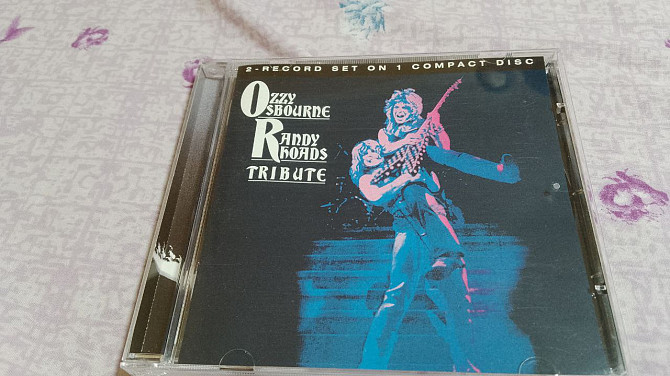 2-RECORD SET ON 1 COMPACT DISC
OZZY
OSBOURNE
RANDY
RHOADS
TRIBUTE